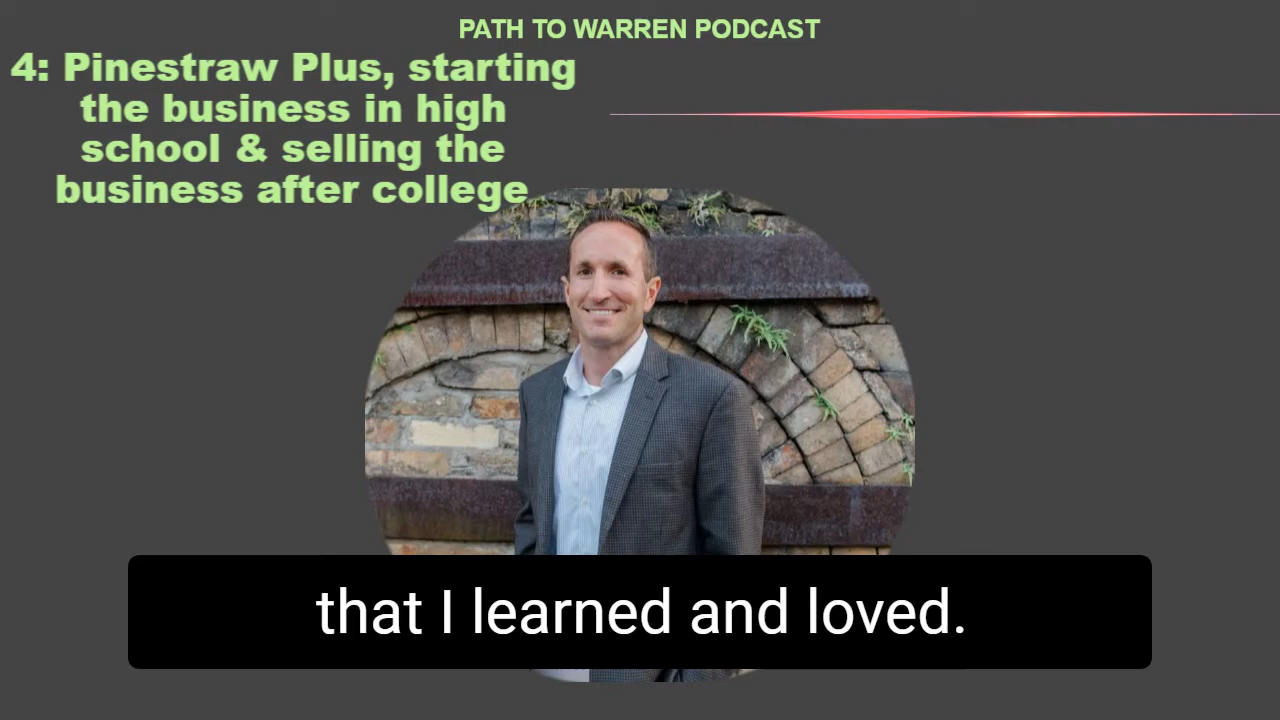 PATH TO WARREN PODCAST
4: Pinestraw Plus, starting
the business in high
school & selling the
business after college
that I learned and loved.